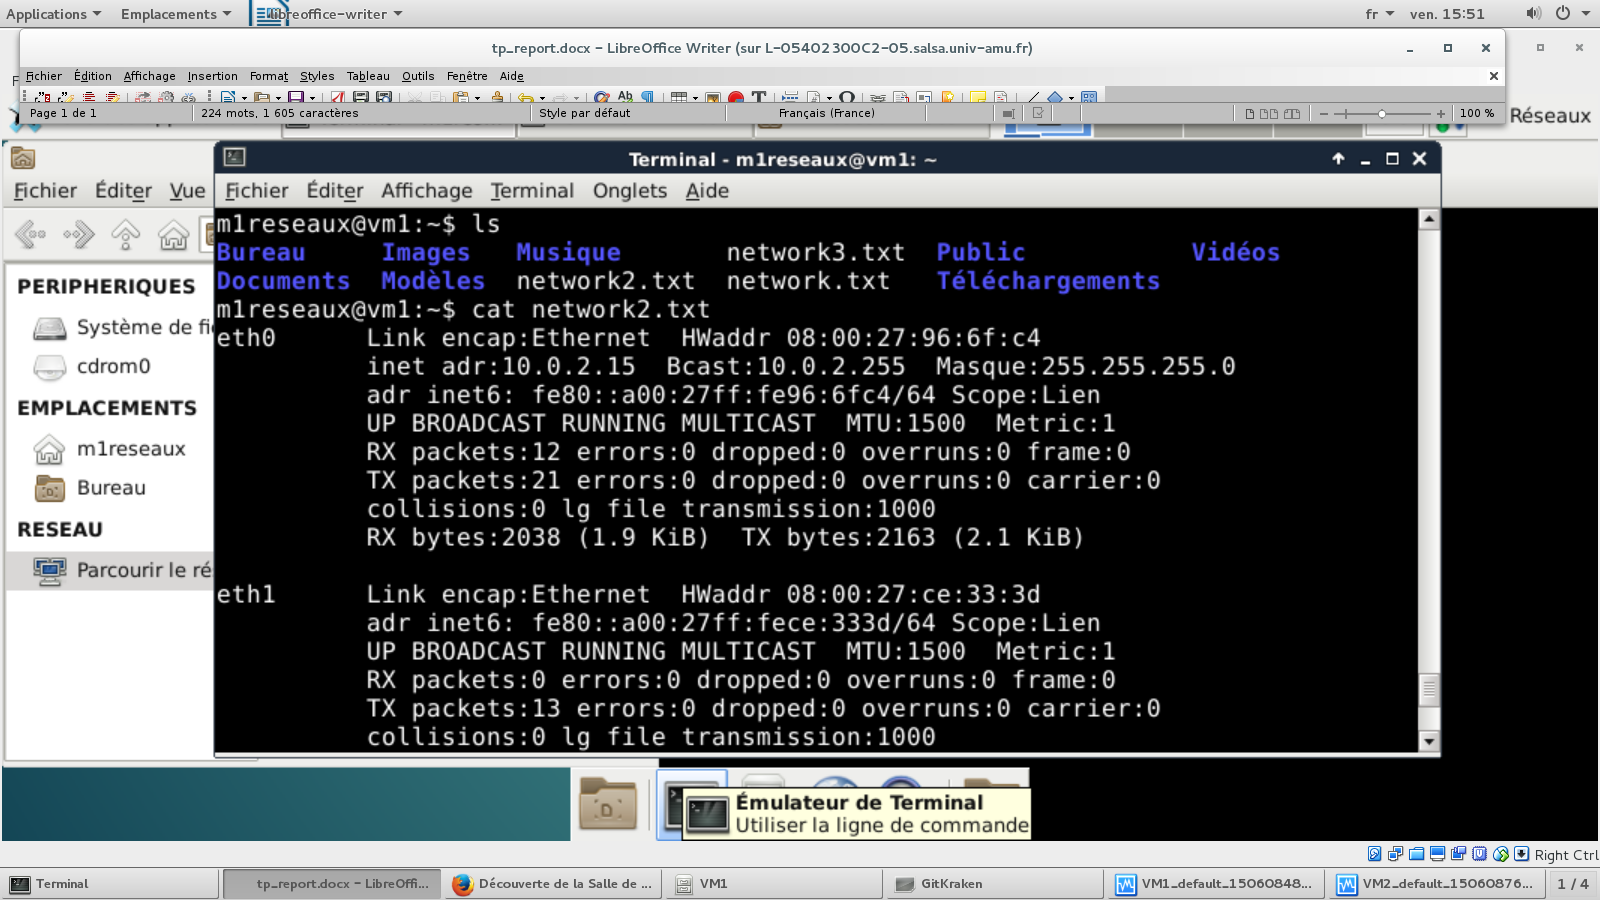 Applications Emplacements libreoffice-writer fr ven. 15:51
tp_report.docx – LibreOffice Writer (sur L-05402300C2-05.salsa.univ-amu.fr)
Fichier Édition Affichage Insertion Format Styles Tableau Outils Fenêtre Aide
Page 1 de 1 224 mots, 1 605 caractères Style par défaut Français (France) 100 %
Réseaux
Terminal - m1reseaux@vm1: ~
Fichier Éditer Vue
Fichier Éditer Affichage Terminal Onglets Aide
PERIPHERIQUES
Système de fi
cdrom0
EMPLACEMENTS
m1reseaux
Bureau
RESEAU
Parcourir le ré
m1reseaux@vm1:~$ ls
Bureau Images Musique network3.txt Public Vidéos
Documents Modèles network2.txt network.txt Téléchargements
m1reseaux@vm1:~$ cat network2.txt
eth0 Link encap:Ethernet HWaddr 08:00:27:96:6f:c4
inet adr:10.0.2.15 Bcast:10.0.2.255 Masque:255.255.255.0
adr inet6: fe80::a00:27ff:fe96:6fc4/64 Scope:Lien
UP BROADCAST RUNNING MULTICAST MTU:1500 Metric:1
RX packets:12 errors:0 dropped:0 overruns:0 frame:0
TX packets:21 errors:0 dropped:0 overruns:0 carrier:0
collisions:0 lg file transmission:1000
RX bytes:2038 (1.9 KiB) TX bytes:2163 (2.1 KiB)
eth1 Link encap:Ethernet HWaddr 08:00:27:ce:33:3d
adr inet6: fe80::a00:27ff:fece:333d/64 Scope:Lien
UP BROADCAST RUNNING MULTICAST MTU:1500 Metric:1
RX packets:0 errors:0 dropped:0 overruns:0 frame:0
TX packets:13 errors:0 dropped:0 overruns:0 carrier:0
collisions:0 lg file transmission:1000
Émulateur de Terminal
Utiliser la ligne de commande
Right Ctrl
Terminal tp_report.docx – LibreOffi... Découverte de la Salle de ... VM1 GitKraken VM1_default_15060848... VM2_default_15060876... 1 / 4